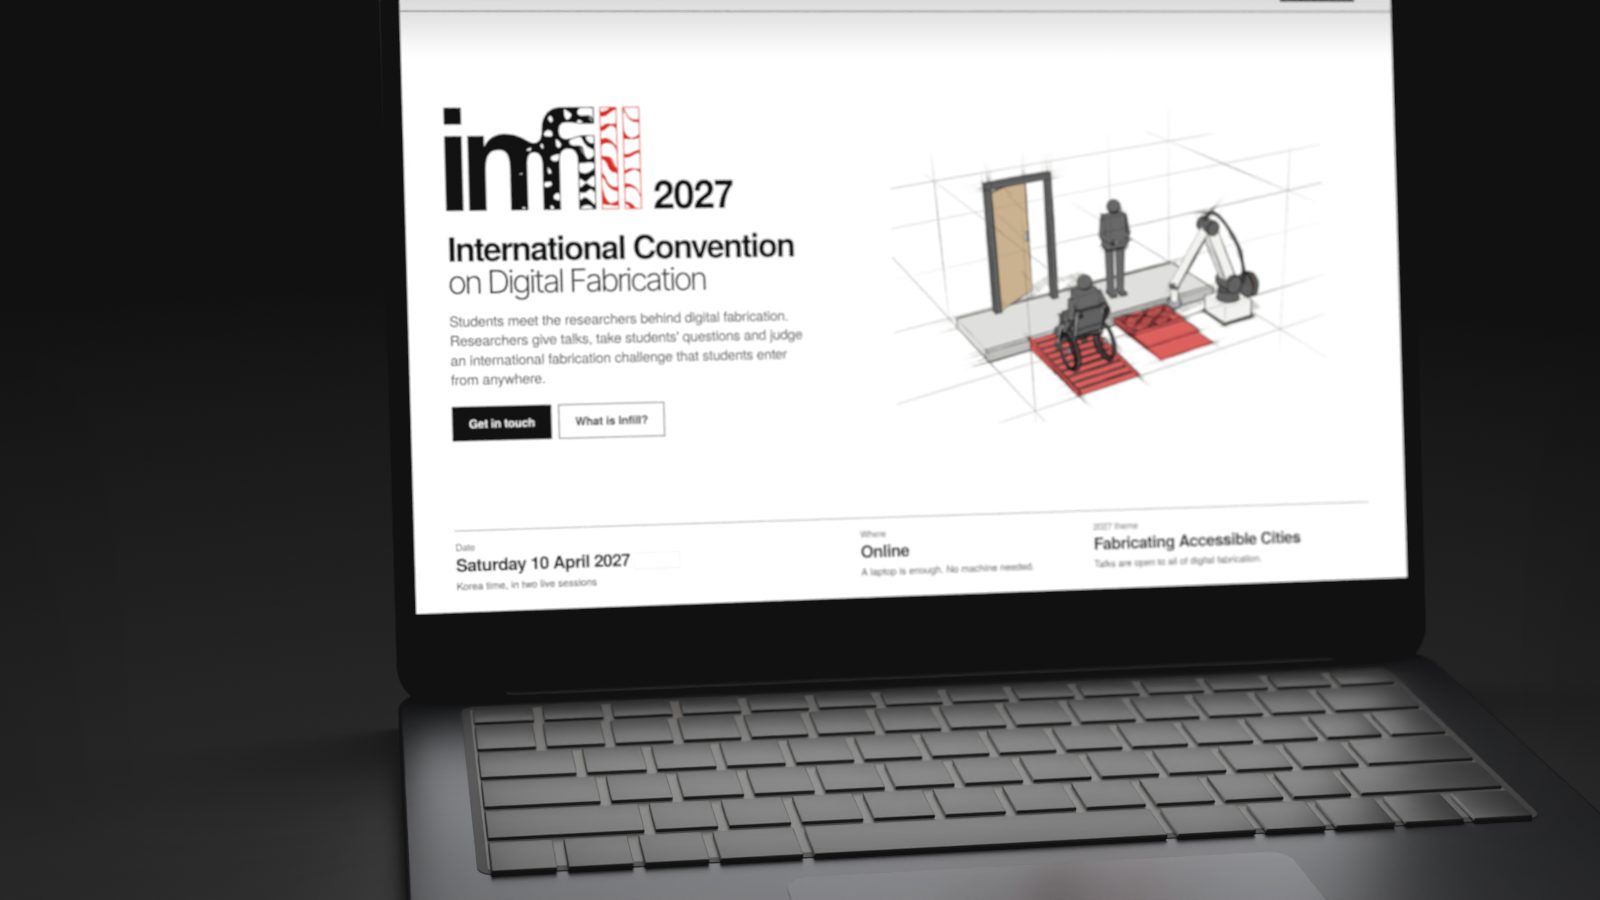 infill 2027
International Convention
on Digital Fabrication
Students meet the researchers behind digital fabrication.
Researchers give talks, take students' questions and judge
an international fabrication challenge that students enter
from anywhere.
Get in touch
What is Infill?
Date
Saturday 10 April 2027
Korea time, in two live sessions
Where
Online
A laptop is enough. No machine needed.
2027 theme
Fabricating Accessible Cities
Talks are open to all of digital fabrication.